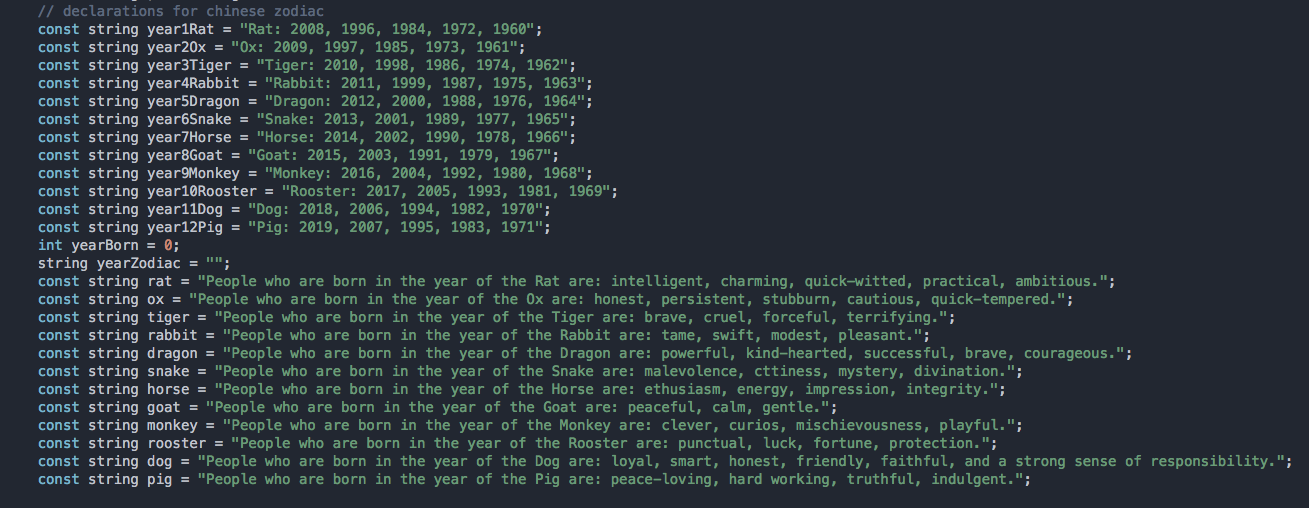 // declarations for chinese zodiac
const string year1Rat = "Rat: 2008, 1996, 1984, 1972, 1960";
const string year2Ox = "Ox: 2009, 1997, 1985, 1973, 1961";
const string year3Tiger = "Tiger: 2010, 1998, 1986, 1974, 1962";
const string year4Rabbit = "Rabbit: 2011, 1999, 1987, 1975, 1963";
const string year5Dragon = "Dragon: 2012, 2000, 1988, 1976, 1964";
const string year6Snake = "Snake: 2013, 2001, 1989, 1977, 1965";
const string year7Horse = "Horse: 2014, 2002, 1990, 1978, 1966";
const string year8Goat = "Goat: 2015, 2003, 1991, 1979, 1967";
const string year9Monkey = "Monkey: 2016, 2004, 1992, 1980, 1968";
const string year10Rooster = "Rooster: 2017, 2005, 1993, 1981, 1969";
const string year11Dog = "Dog: 2018, 2006, 1994, 1982, 1970";
const string year12Pig = "Pig: 2019, 2007, 1995, 1983, 1971";
int yearBorn = 0;
string yearZodiac = "";
const string rat = "People who are born in the year of the Rat are: intelligent, charming, quick-witted, practical, ambitious.";
const string ox = "People who are born in the year of the Ox are: honest, persistent, stubburn, cautious, quick-tempered.";
const string tiger = "People who are born in the year of the Tiger are: brave, cruel, forceful, terrifying.";
const string rabbit = "People who are born in the year of the Rabbit are: tame, swift, modest, pleasant.";
const string dragon = "People who are born in the year of the Dragon are: powerful, kind-hearted, successful, brave, courageous.";
const string snake = "People who are born in the year of the Snake are: malevolence, cttiness, mystery, divination.";
const string horse = "People who are born in the year of the Horse are: ethusiasm, energy, impression, integrity.";
const string goat = "People who are born in the year of the Goat are: peaceful, calm, gentle.";
const string monkey = "People who are born in the year of the Monkey are: clever, curios, mischievousness, playful.";
const string rooster = "People who are born in the year of the Rooster are: punctual, luck, fortune, protection.";
const string dog = "People who are born in the year of the Dog are: loyal, smart, honest, friendly, faithful, and a strong sense of responsibility.";
const string pig = "People who are born in the year of the Pig are: peace-loving, hard working, truthful, indulgent.";